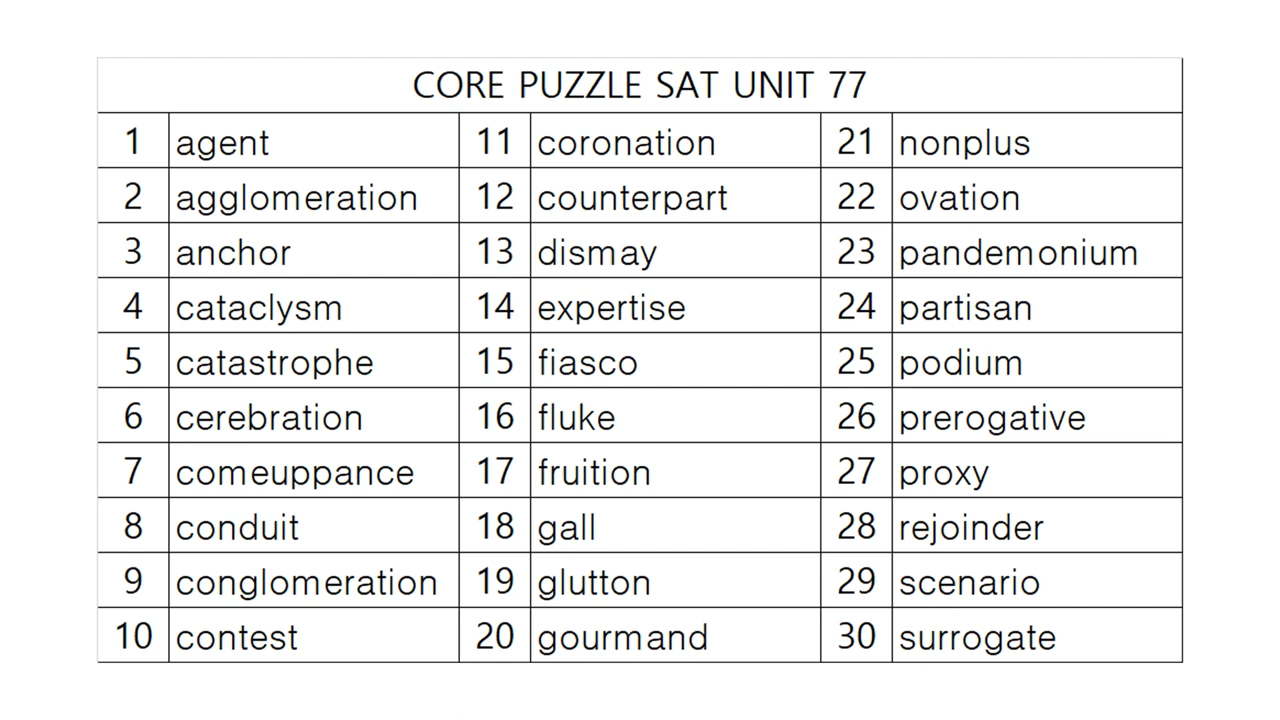 CORE PUZZLE SAT UNIT 77
1 agent 11 coronation 21 nonplus
2 agglomeration 12 counterpart 22 ovation
3 anchor 13 dismay 23 pandemonium
4 cataclysm 14 expertise 24 partisan
5 catastrophe 15 fiasco 25 podium
6 cerebration 16 fluke 26 prerogative
7 comeuppance 17 fruition 27 proxy
8 conduit 18 gall 28 rejoinder
9 conglomeration 19 glutton 29 scenario
10 contest 20 gourmand 30 surrogate